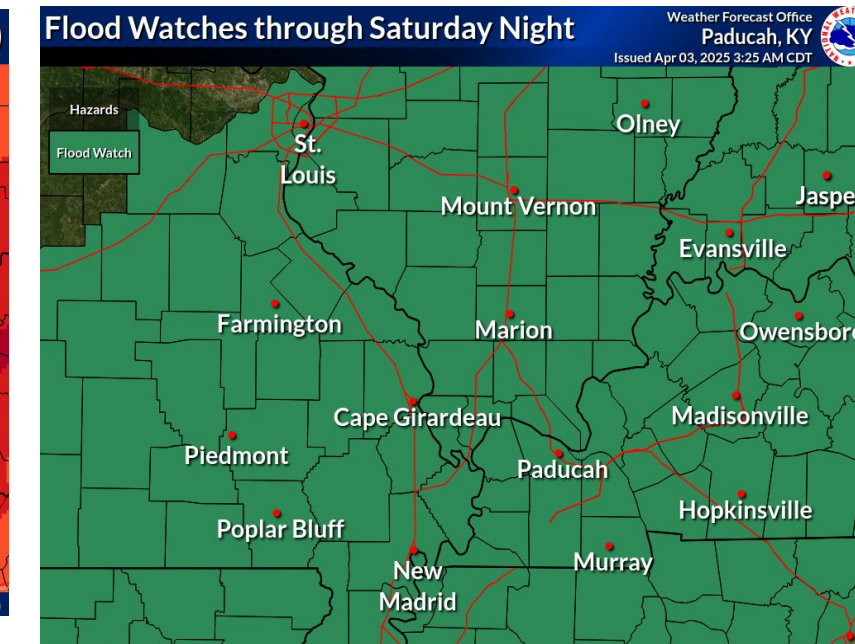 Flood Watches through Saturday Night
Weather Forecast Office
Paducah, KY
Issued Apr 03, 2025 3:25 AM CDT
Hazards
Flood Watch
St.
Louis
Olney
Mount Vernon
Jaspe
Evansville
Farmington
Marion
Owensboro
Cape Girardeau
Madisonville
Piedmont
Paducah
Poplar Bluff
Hopkinsville
New
Madrid
Murray